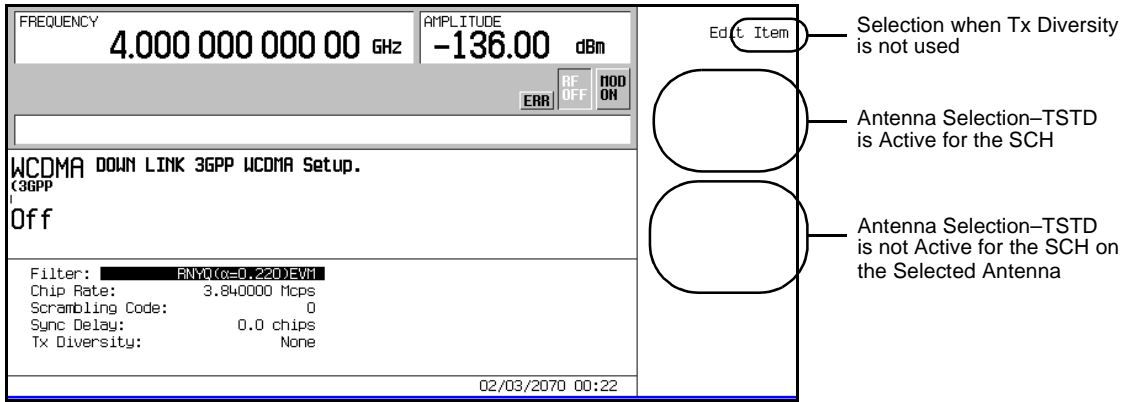 FREQUENCY
4.000 000 000 00 GHz
AMPLITUDE
-136.00 dBm
ERR
RF OFF
MOD ON
WCDMA DOWN LINK 3GPP WCDMA Setup.
(3GPP
Off
Filter: RNYQ(α=0.220)EVM
Chip Rate: 3.840000 Mcps
Scrambling Code: 0
Sync Delay: 0.0 chips
Tx Diversity: None
02/03/2070 00:22
Edit Item
Selection when Tx Diversity
is not used
Antenna Selection–TSTD
is Active for the SCH
Antenna Selection–TSTD
is not Active for the SCH on
the Selected Antenna